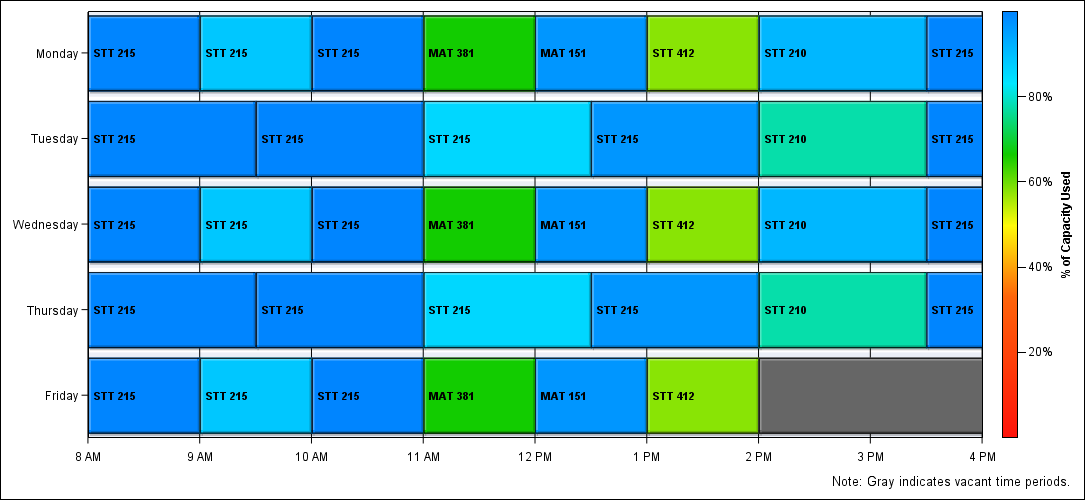 Monday STT 215 STT 215 STT 215 MAT 381 MAT 151 STT 412 STT 210 STT 215
Tuesday STT 215 STT 215 STT 215 STT 215 STT 210 STT 215
Wednesday STT 215 STT 215 STT 215 MAT 381 MAT 151 STT 412 STT 210 STT 215
Thursday STT 215 STT 215 STT 215 STT 215 STT 210 STT 215
Friday STT 215 STT 215 STT 215 MAT 381 MAT 151 STT 412
8 AM 9 AM 10 AM 11 AM 12 PM 1 PM 2 PM 3 PM 4 PM
80%
60%
40%
20%
% of Capacity Used
Note: Gray indicates vacant time periods.